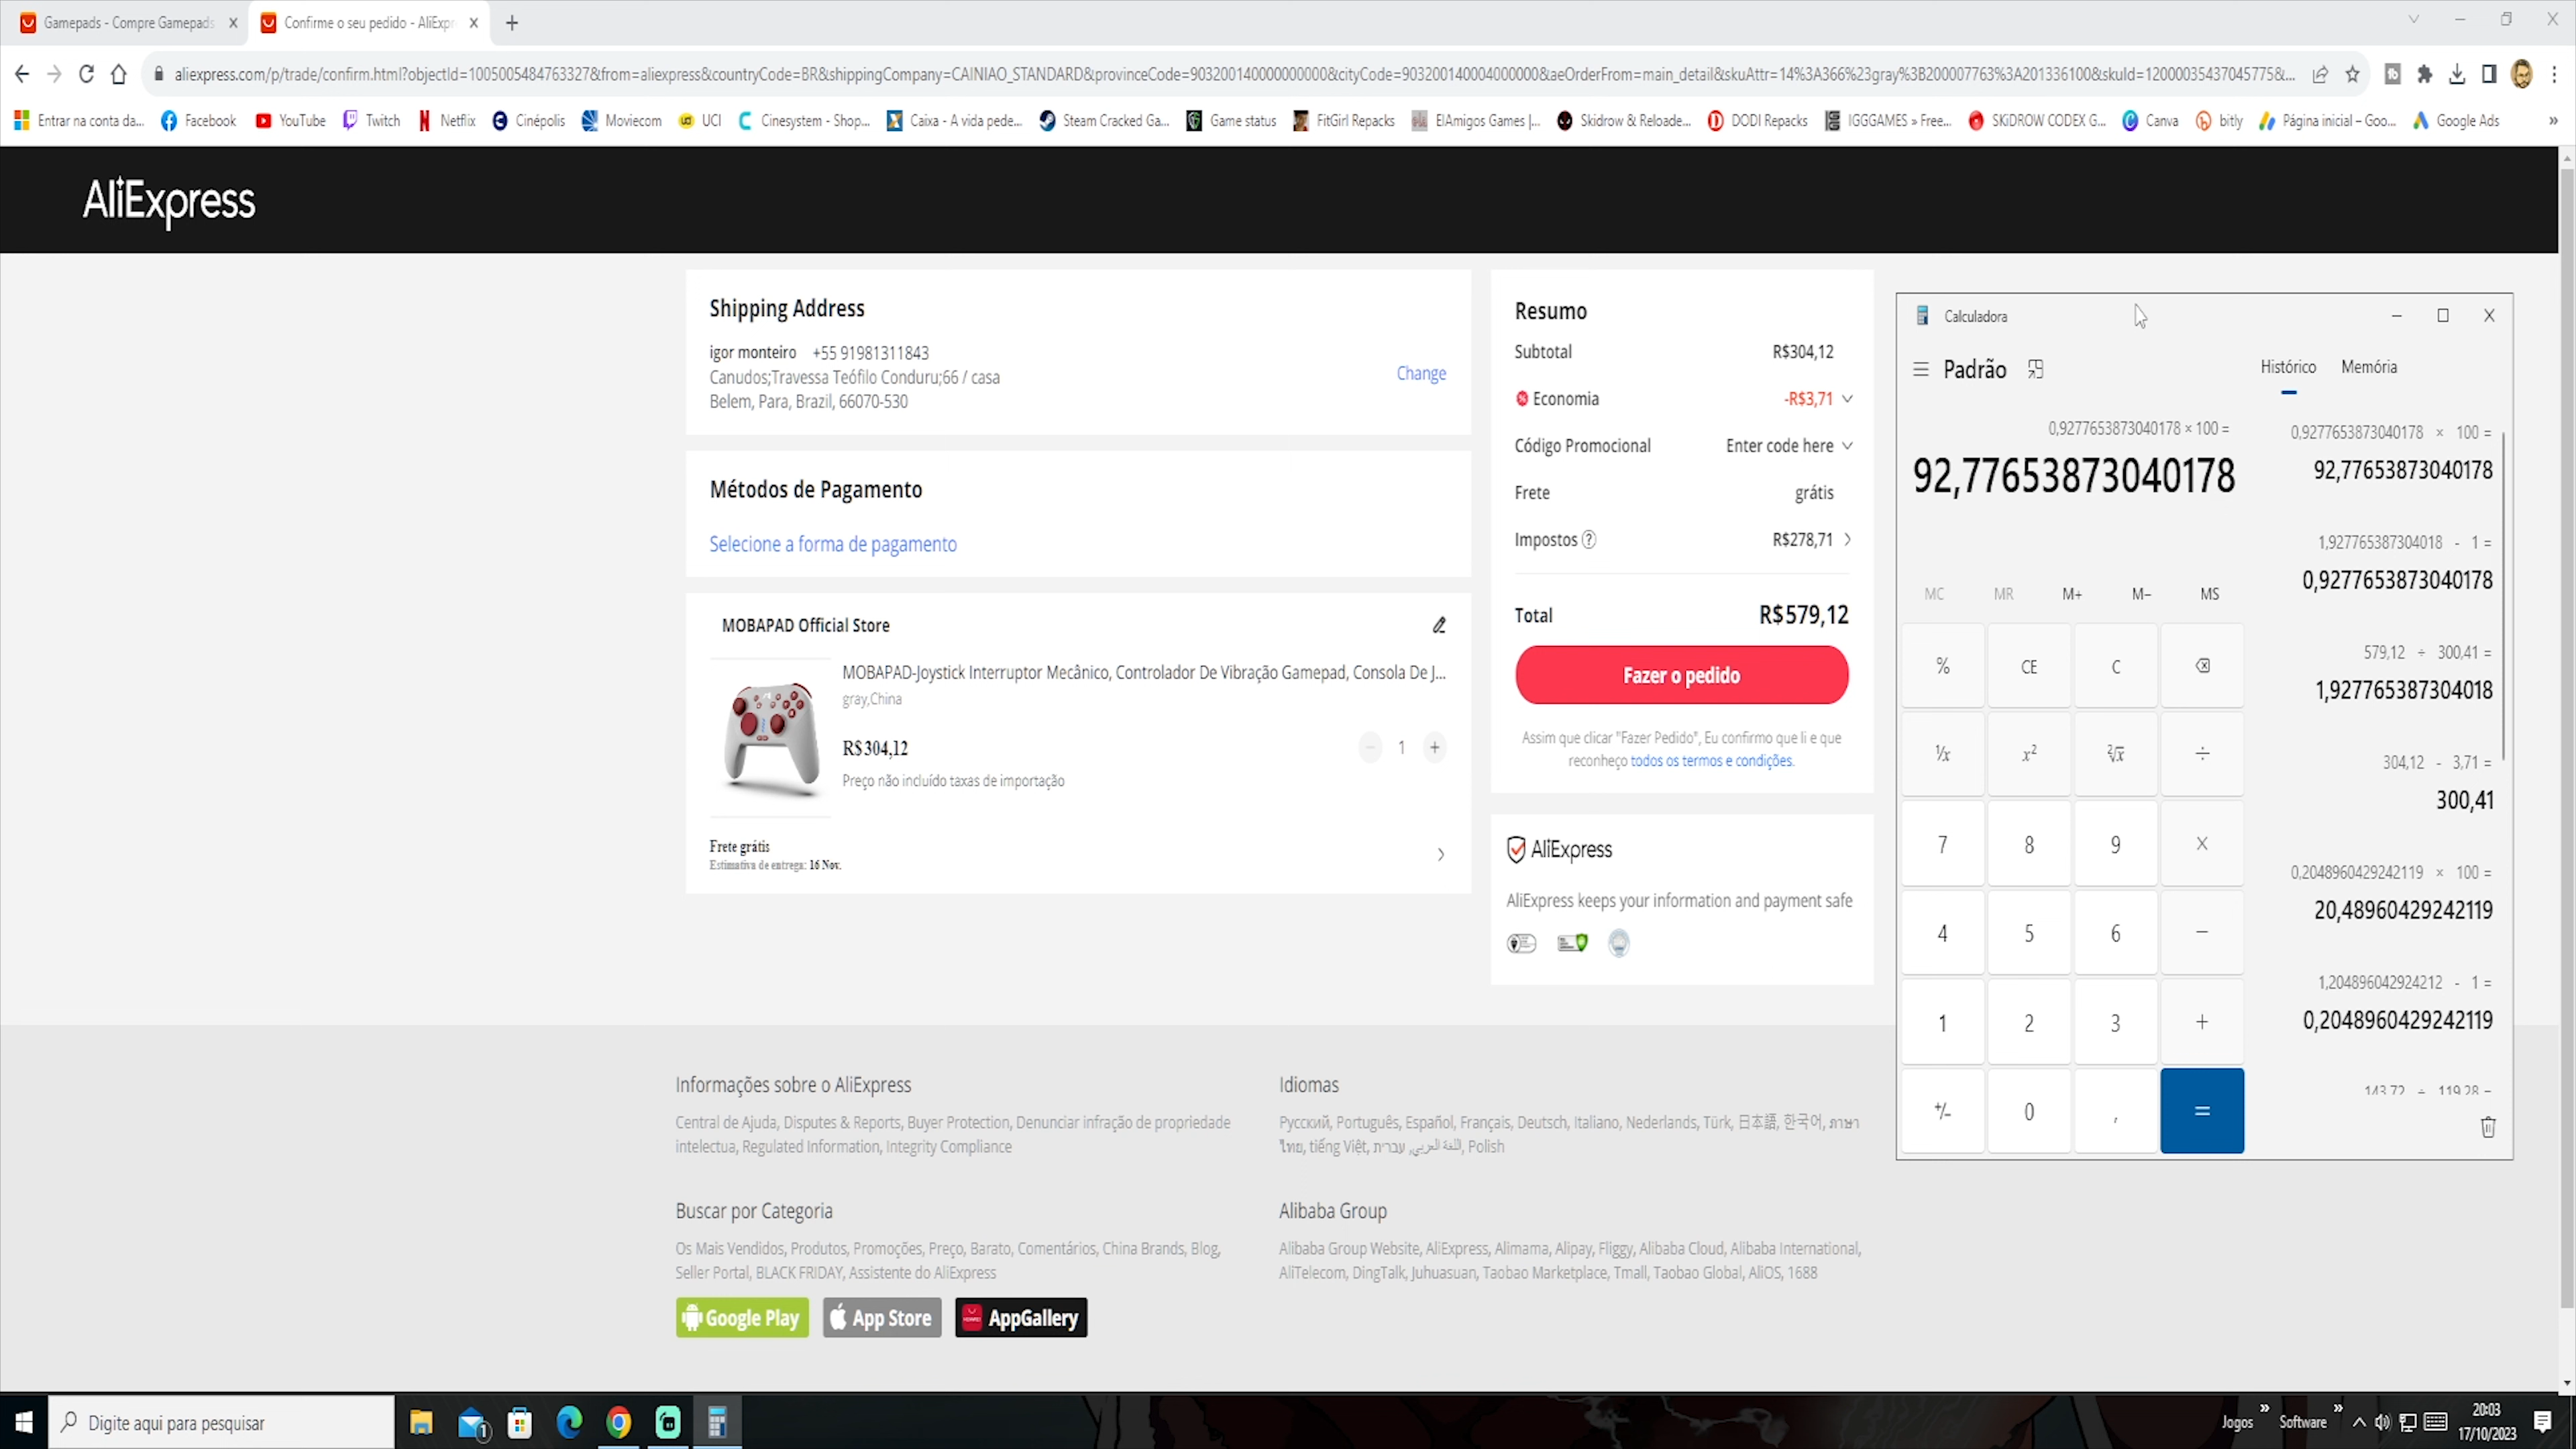 Gamepads - Compre Gamepads
Confirme o seu pedido - AliExpr
aliexpress.com/p/trade/confirm.html?objectId=1005005484763327&from=aliexpress&countryCode=BR&shippingCompany=CAINIAO_STANDARD&provinceCode=903200140000000000&cityCode=903200140004000000&aeOrderFrom=main_detail&skuAttr=14%3A366%23gray%3B200007763%3A201336100&skuId=12000035437045775&...
Entrar na conta da... Facebook YouTube Twitch Netflix Cinépolis Moviecom UCI Cinesystem - Shop... Caixa - A vida pede... Steam Cracked Ga... Game status FitGirl Repacks ElAmigos Games |... Skidrow & Reloade... DODI Repacks IGGGAMES » Free... SKiDROW CODEX G... Canva bitly Página inicial – Goo... Google Ads »
AliExpress
Shipping Address
igor monteiro +55 91981311843
Canudos;Travessa Teófilo Conduru;66 / casa
Belem, Para, Brazil, 66070-530
Change
Métodos de Pagamento
Selecione a forma de pagamento
MOBAPAD Official Store
MOBAPAD-Joystick Interruptor Mecânico, Controlador De Vibração Gamepad, Consola De J...
gray,China
R$304,12
1
Preço não incluído taxas de importação
Frete grátis
Estimativa de entrega: 16 Nov.
Resumo
Subtotal R$304,12
Economia -R$3,71
Código Promocional Enter code here
Frete grátis
Impostos R$278,71
Total R$579,12
Fazer o pedido
Assim que clicar "Fazer Pedido", Eu confirmo que li e que
reconheço todos os termos e condições.
AliExpress
AliExpress keeps your information and payment safe
Calculadora
Padrão
Histórico Memória
0,9277653873040178 × 100 =
92,77653873040178
MC MR M+ M− MS
% CE C
¹/x x² ²√x ÷
7 8 9 ×
4 5 6 −
1 2 3 +
+/− 0 , =
0,9277653873040178 × 100 =
92,77653873040178
1,927765387304018 - 1 =
0,9277653873040178
579,12 ÷ 300,41 =
1,927765387304018
304,12 - 3,71 =
300,41
0,2048960429242119 × 100 =
20,48960429242119
1,204896042924212 - 1 =
0,2048960429242119
143,72 ÷ 119,28 =
Informações sobre o AliExpress
Central de Ajuda, Disputes & Reports, Buyer Protection, Denunciar infração de propriedade
intelectua, Regulated Information, Integrity Compliance
Idiomas
Русский, Português, Español, Français, Deutsch, Italiano, Nederlands, Türk, 日本語, 한국어, ภาษา
ไทย, tiếng Việt, اللغة العربي, עברית, Polish
Buscar por Categoria
Os Mais Vendidos, Produtos, Promoções, Preço, Barato, Comentários, China Brands, Blog,
Seller Portal, BLACK FRIDAY, Assistente do AliExpress
Alibaba Group
Alibaba Group Website, AliExpress, Alimama, Alipay, Fliggy, Alibaba Cloud, Alibaba International,
AliTelecom, DingTalk, Juhuasuan, Taobao Marketplace, Tmall, Taobao Global, AliOS, 1688
Google Play App Store AppGallery
Digite aqui para pesquisar
1
Jogos » Software »
20:03
17/10/2023